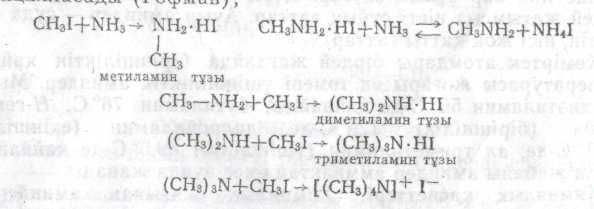 (Гофман),
CH₃I+NH₃→NH₂·HI CH₃NH₂·HI+NH₃ ⇄ CH₃NH₂+NH₄I
|
CH₃
метиламин тұзы
CH₃—NH₂+CH₃I→(CH₃)₂NH·HI
диметиламин тұзы
(CH₃)₂NH+CH₃I→(CH₃)₃N·HI
триметиламин тұзы
(CH₃)₃N+CH₃I→[(CH₃)₄N]⁺ I⁻